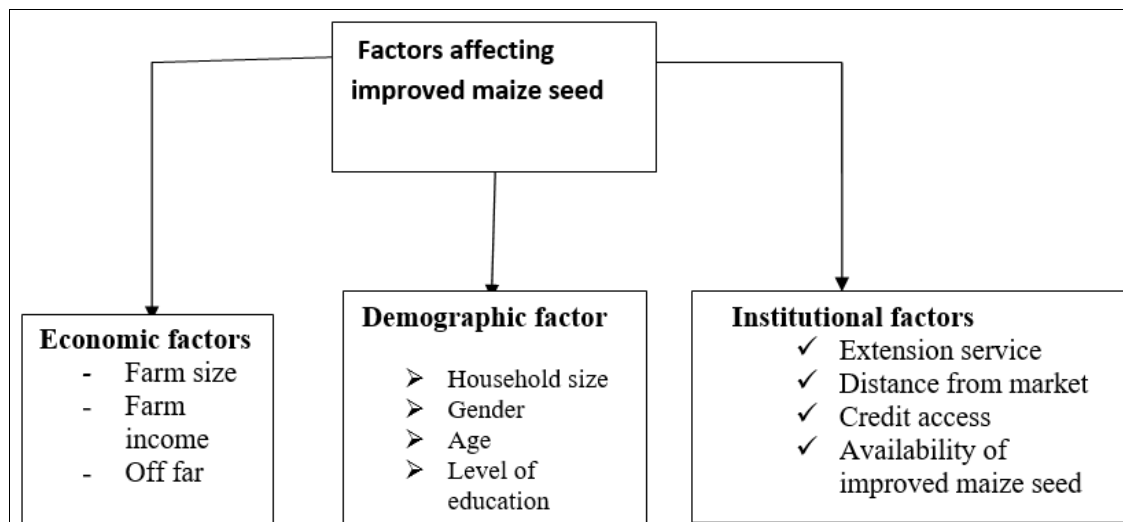 Factors affecting
improved maize seed
Economic factors
- Farm size
- Farm
income
- Off far
Demographic factor
➢ Household size
➢ Gender
➢ Age
➢ Level of
education
Institutional factors
✓ Extension service
✓ Distance from market
✓ Credit access
✓ Availability of
improved maize seed